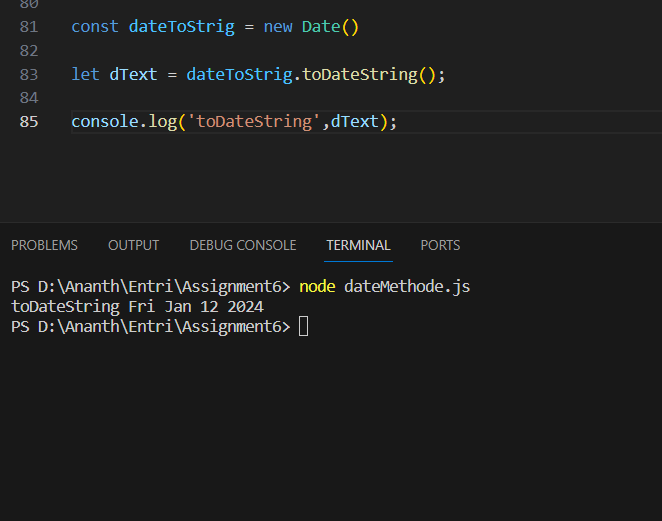 80
81 const dateToStrig = new Date()
82
83 let dText = dateToStrig.toDateString();
84
85 console.log('toDateString',dText);
PROBLEMS OUTPUT DEBUG CONSOLE TERMINAL PORTS
PS D:\Ananth\Entri\Assignment6> node dateMethode.js
toDateString Fri Jan 12 2024
PS D:\Ananth\Entri\Assignment6>